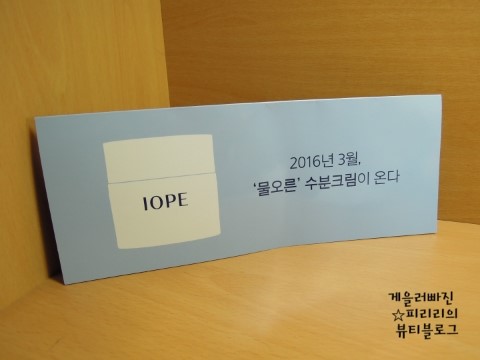 IOPE
2016년 3월,
‘물오른’ 수분크림이 온다
게을러빠진
☆피리리의
뷰티블로그